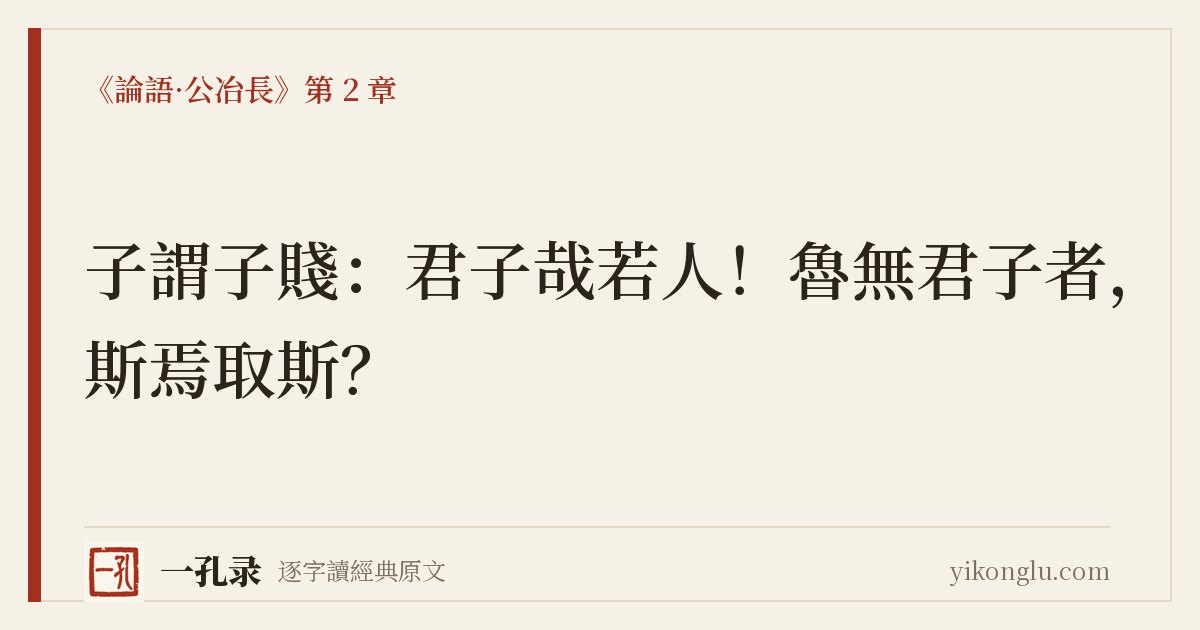 《論語·公冶長》第 2 章
子謂子賤：君子哉若人！魯無君子者，
斯焉取斯？
一孔
一孔录 逐字讀經典原文
yikonglu.com